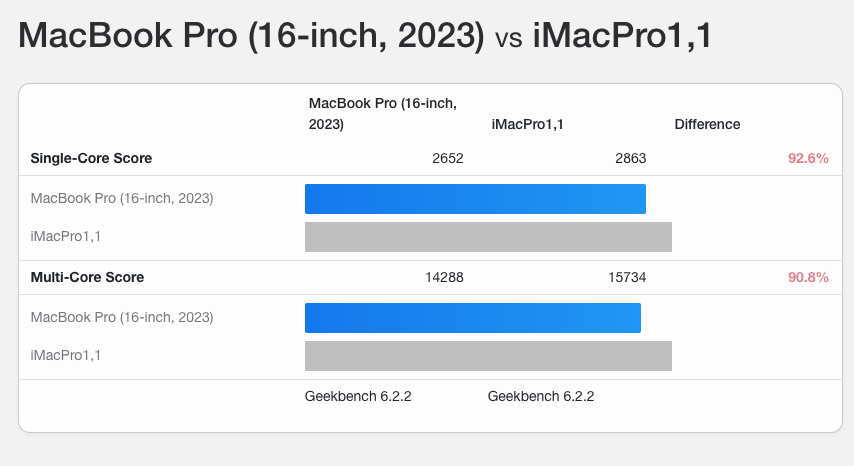 MacBook Pro (16-inch, 2023) vs iMacPro1,1
MacBook Pro (16-inch,
2023) iMacPro1,1 Difference
Single-Core Score 2652 2863 92.6%
MacBook Pro (16-inch, 2023)
iMacPro1,1
Multi-Core Score 14288 15734 90.8%
MacBook Pro (16-inch, 2023)
iMacPro1,1
Geekbench 6.2.2 Geekbench 6.2.2